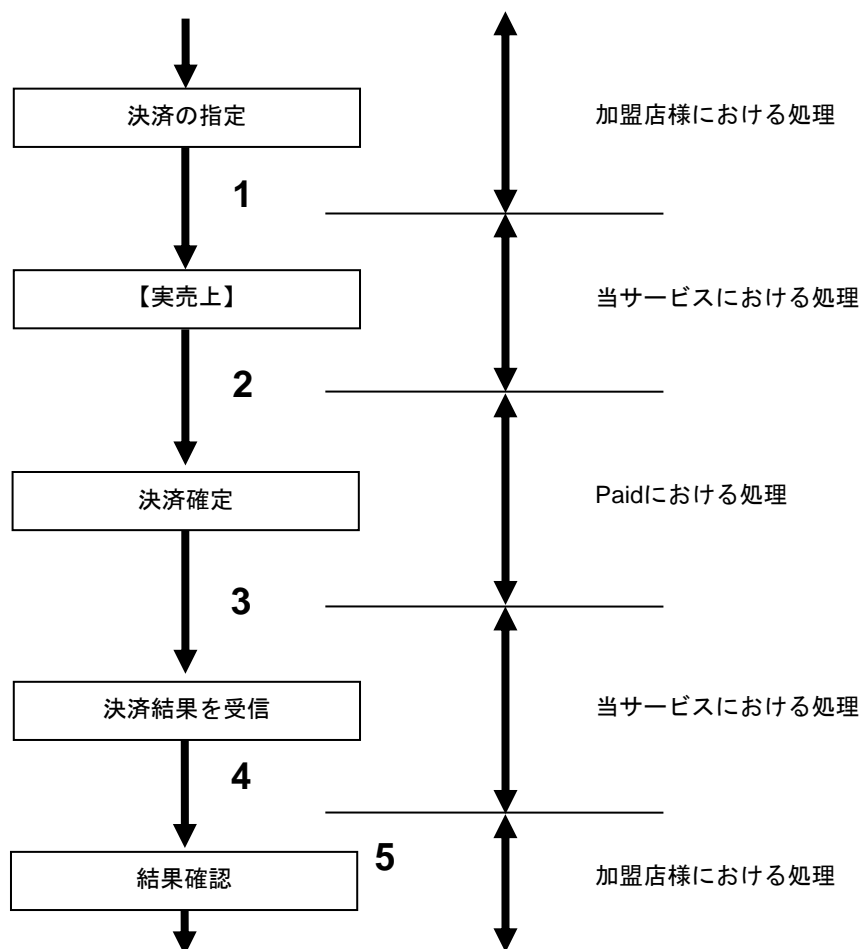 決済の指定
加盟店様における処理
1
【実売上】
当サービスにおける処理
2
決済確定
Paidにおける処理
3
決済結果を受信
当サービスにおける処理
4
5
結果確認
加盟店様における処理